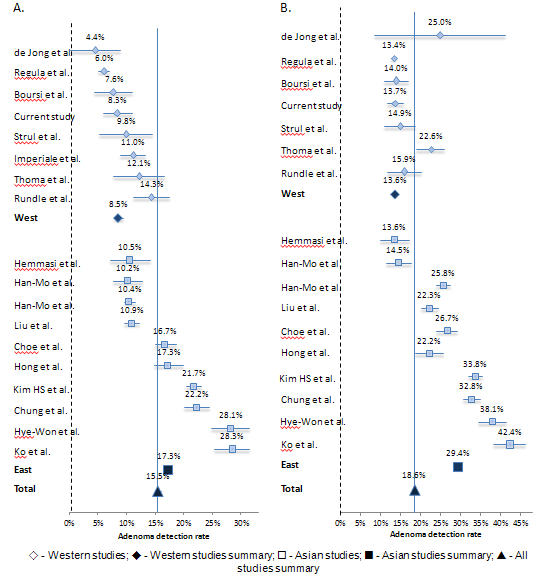 A.
4.4%
de Jong et al.
6.0%
Regula et al.
7.6%
Boursi et al.
8.3%
Current study
9.8%
Strul et al.
11.0%
Imperiale et al.
12.1%
Thoma et al.
14.3%
Rundle et al.
8.5%
West
10.5%
Hemmasi et al.
10.2%
Han-Mo et al.
10.4%
Han-Mo et al.
10.9%
Liu et al.
16.7%
Choe et al.
17.3%
Hong et al.
21.7%
Kim HS et al.
22.2%
Chung et al.
28.1%
Hye-Won et al.
28.3%
Ko et al.
17.3%
East
15.5%
Total
0% 5% 10% 15% 20% 25% 30%
Adenoma detection rate
B.
25.0%
de Jong et al.
13.4%
Regula et al.
14.0%
Boursi et al.
13.7%
Current study
14.9%
Strul et al.
22.6%
Thoma et al.
15.9%
Rundle et al.
13.6%
West
13.6%
Hemmasi et al.
14.5%
Han-Mo et al.
25.8%
Han-Mo et al.
22.3%
Liu et al.
26.7%
Choe et al.
22.2%
Hong et al.
33.8%
Kim HS et al.
32.8%
Chung et al.
38.1%
Hye-Won et al.
42.4%
Ko et al.
29.4%
East
18.6%
Total
0% 5% 10% 15% 20% 25% 30% 35% 40% 45%
Adenoma detection rate
◇ - Western studies; ◆ - Western studies summary; □ - Asian studies; ■ - Asian studies summary; ▲ - All
studies summary